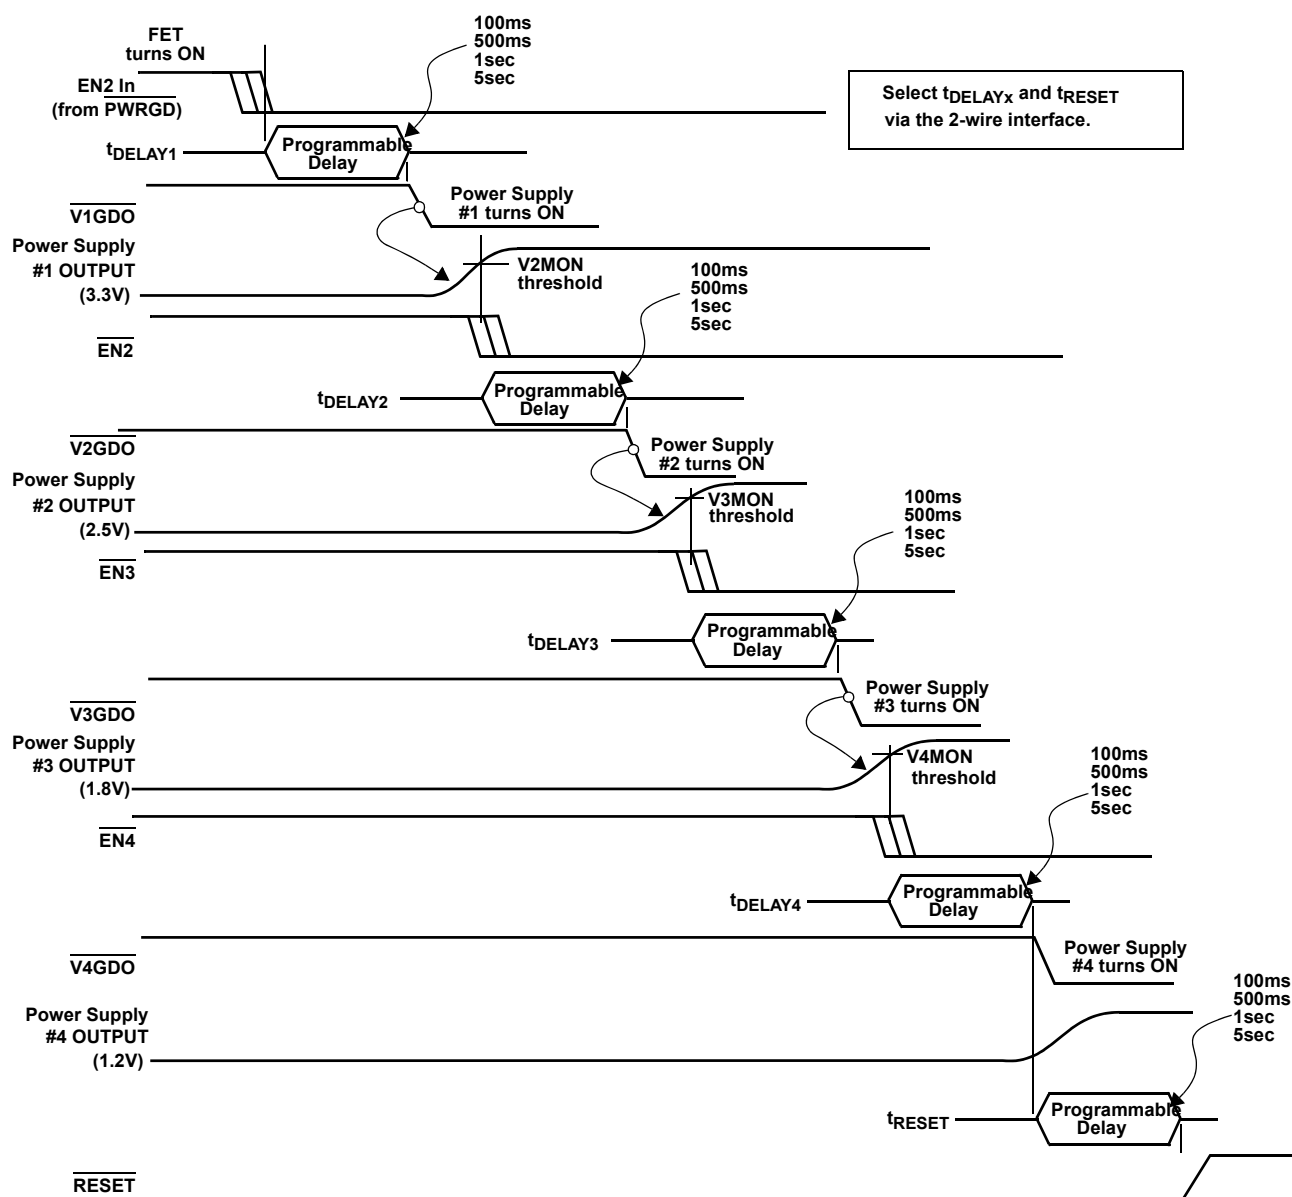 FET
turns ON
100ms
500ms
1sec
5sec
EN2 In
(from PWRGD)
Select tDELAYx and tRESET
via the 2-wire interface.
tDELAY1
Programmable
Delay
V1GDO
Power Supply
#1 turns ON
Power Supply
#1 OUTPUT
(3.3V)
V2MON
threshold
100ms
500ms
1sec
5sec
EN2
tDELAY2
Programmable
Delay
V2GDO
Power Supply
#2 turns ON
Power Supply
#2 OUTPUT
(2.5V)
V3MON
threshold
100ms
500ms
1sec
5sec
EN3
tDELAY3
Programmable
Delay
V3GDO
Power Supply
#3 turns ON
Power Supply
#3 OUTPUT
(1.8V)
V4MON
threshold
100ms
500ms
1sec
5sec
EN4
tDELAY4
Programmable
Delay
V4GDO
Power Supply
#4 turns ON
Power Supply
#4 OUTPUT
(1.2V)
100ms
500ms
1sec
5sec
tRESET
Programmable
Delay
RESET